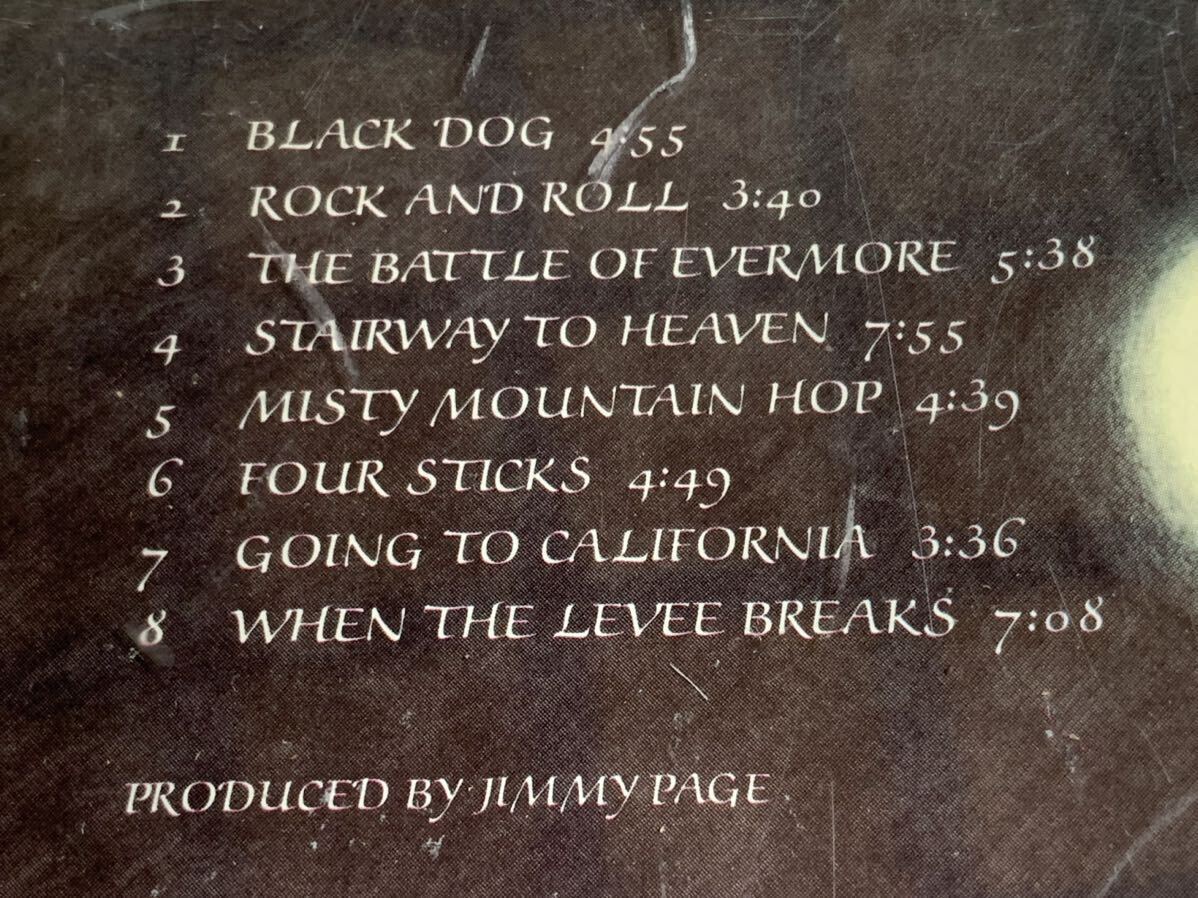 1 BLACK DOG 4:55
2 ROCK AND ROLL 3:40
3 THE BATTLE OF EVERMORE 5:38
4 STAIRWAY TO HEAVEN 7:55
5 MISTY MOUNTAIN HOP 4:39
6 FOUR STICKS 4:49
7 GOING TO CALIFORNIA 3:36
8 WHEN THE LEVEE BREAKS 7:08
PRODUCED BY JIMMY PAGE